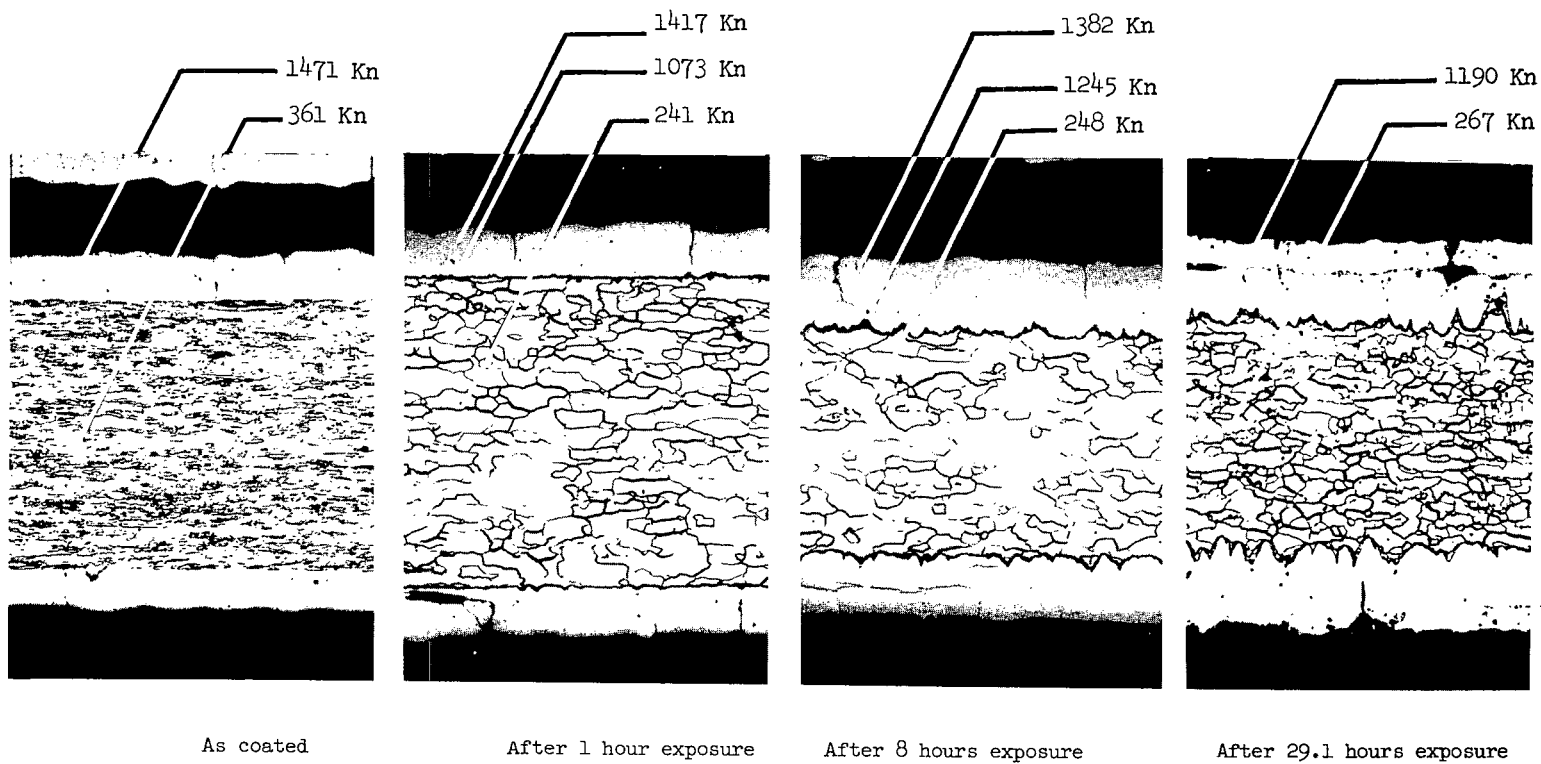 1471 Kn
361 Kn
1417 Kn
1073 Kn
241 Kn
1382 Kn
1245 Kn
248 Kn
1190 Kn
267 Kn
As coated
After 1 hour exposure
After 8 hours exposure
After 29.1 hours exposure